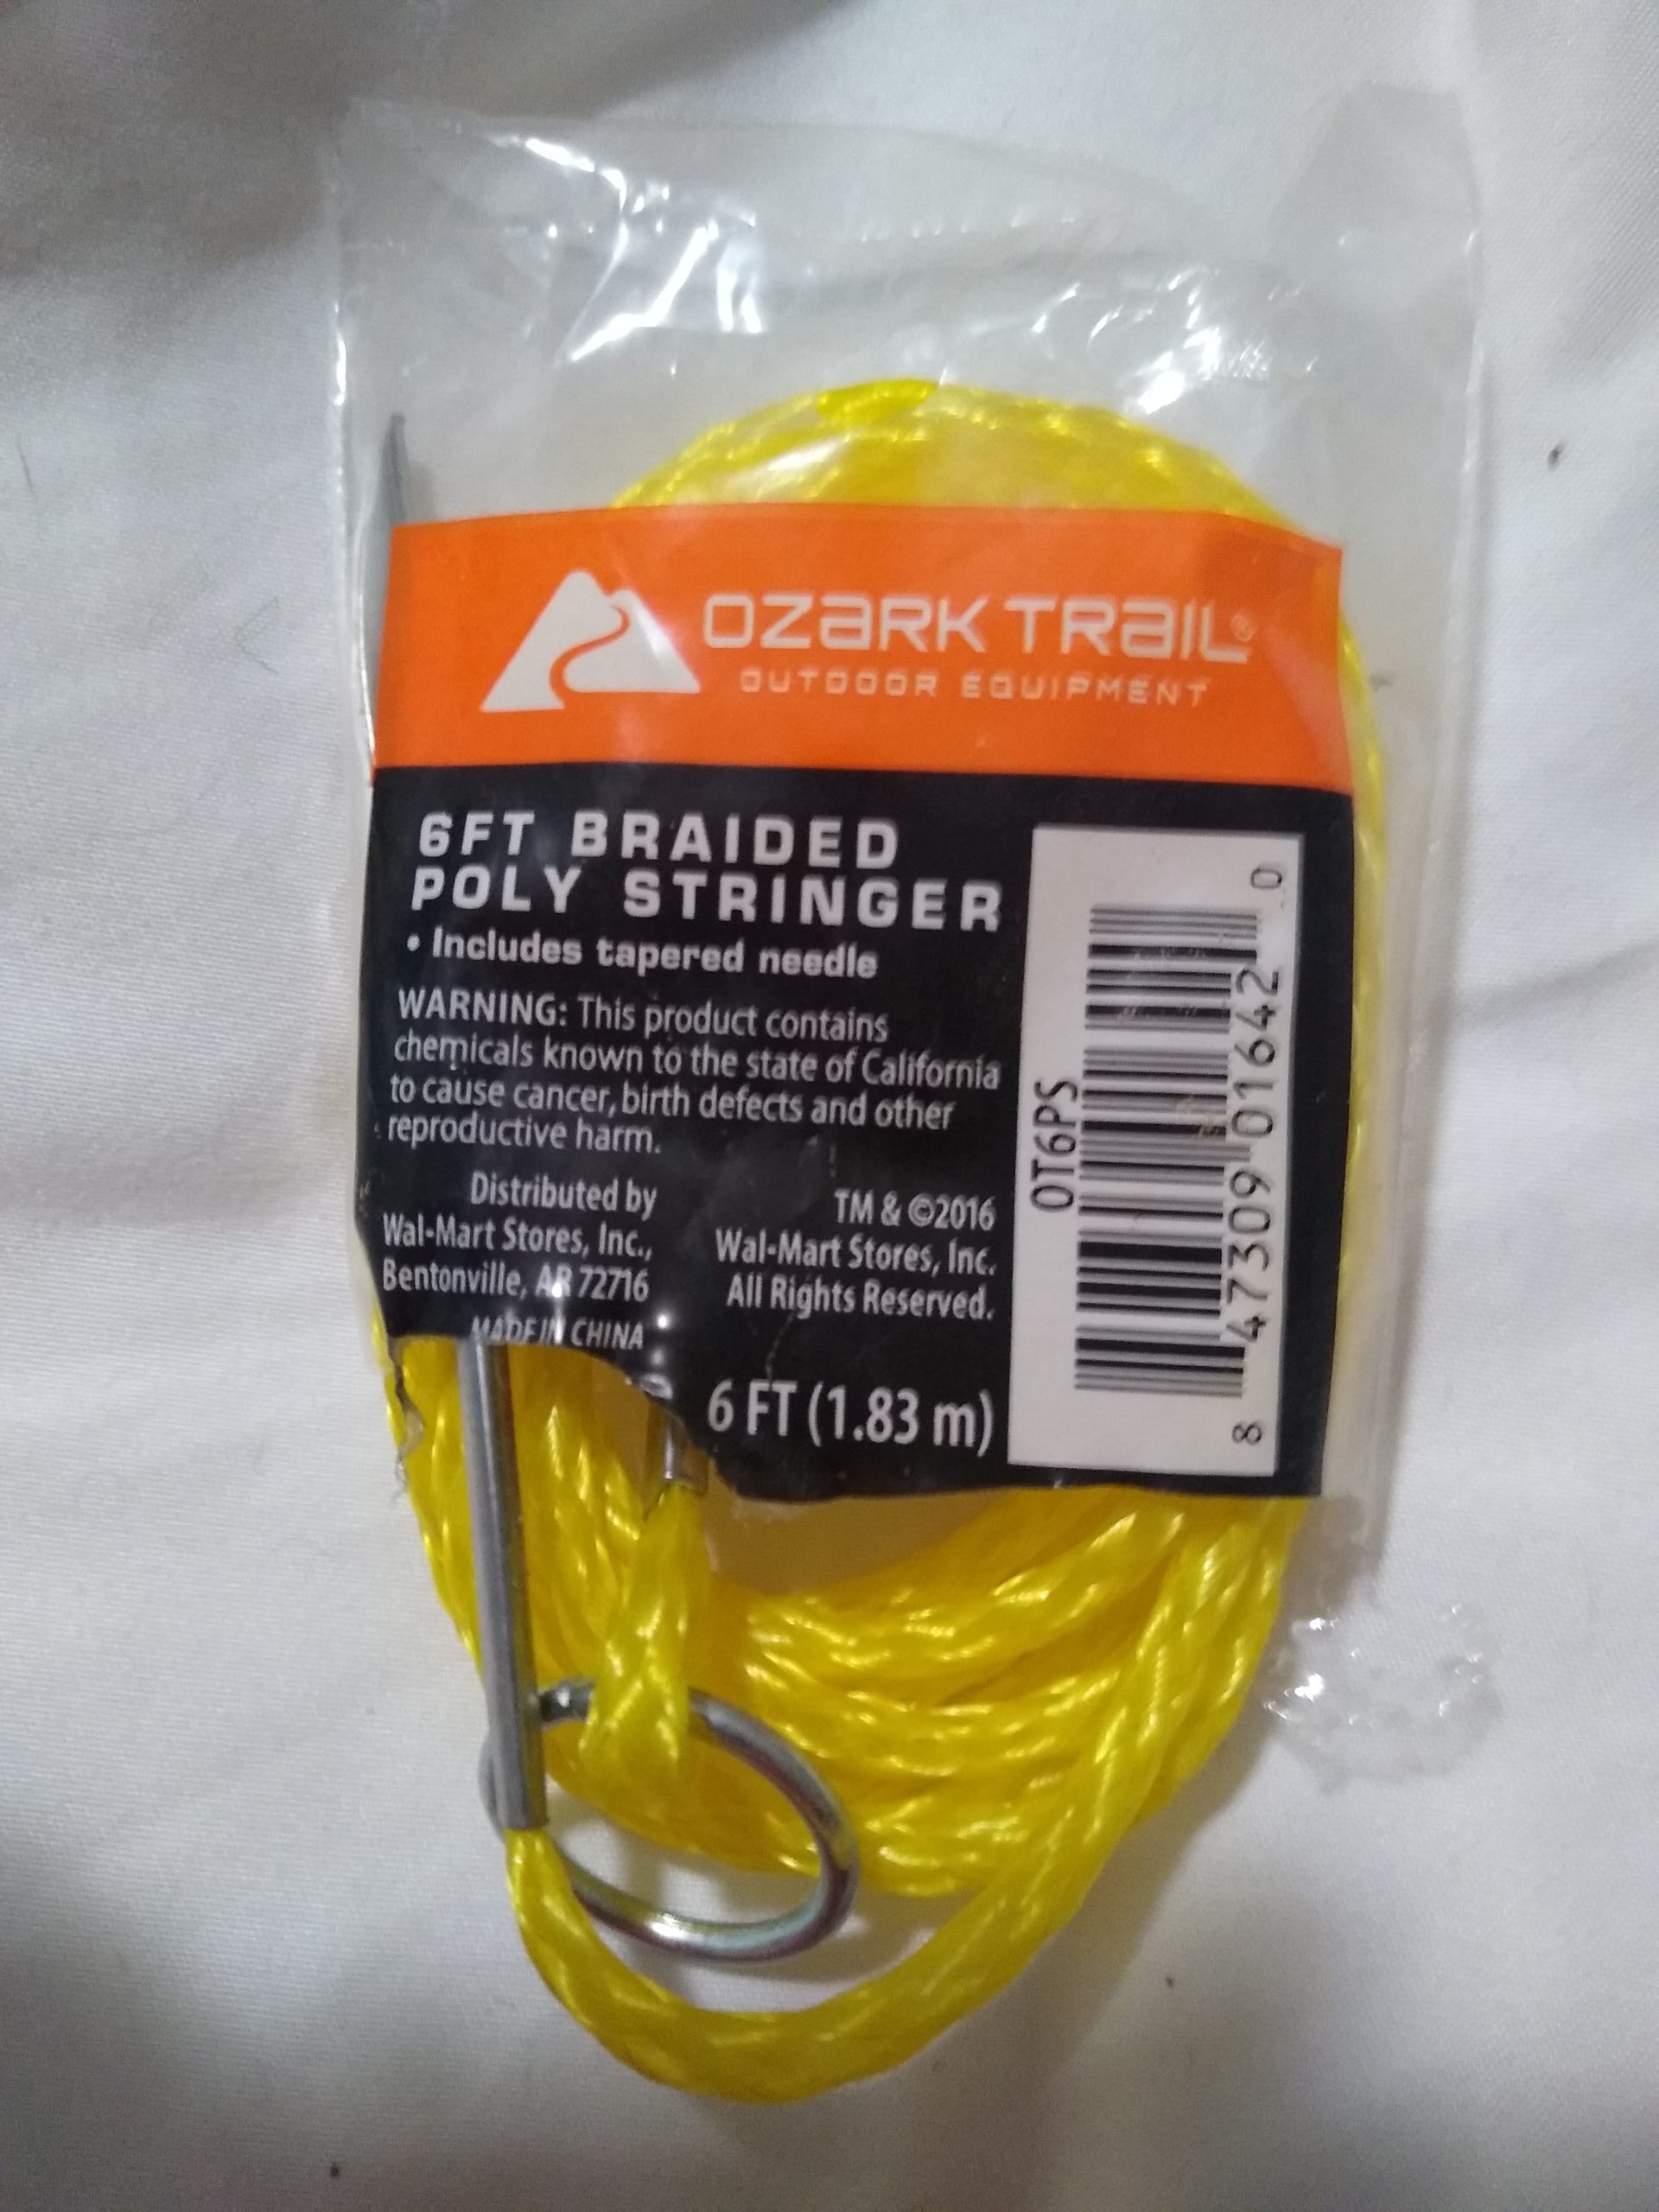 OZARK TRAIL®
OUTDOOR EQUIPMENT
6FT BRAIDED
POLY STRINGER
• Includes tapered needle
WARNING: This product contains
chemicals known to the state of California
to cause cancer, birth defects and other
reproductive harm.
Distributed by
Wal-Mart Stores, Inc.,
Bentonville, AR 72716
MADE IN CHINA
TM & ©2016
Wal-Mart Stores, Inc.
All Rights Reserved.
6 FT (1.83 m)
OT6PS
8 47309 01642 0